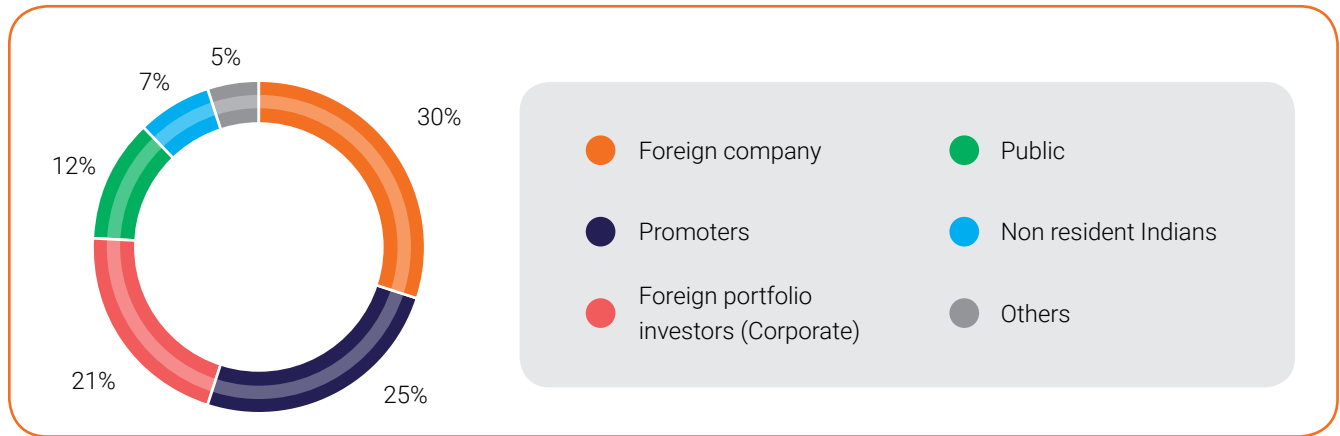 5%
7%
30%
12%
21%
25%
Foreign company
Promoters
Foreign portfolio
investors (Corporate)
Public
Non resident Indians
Others